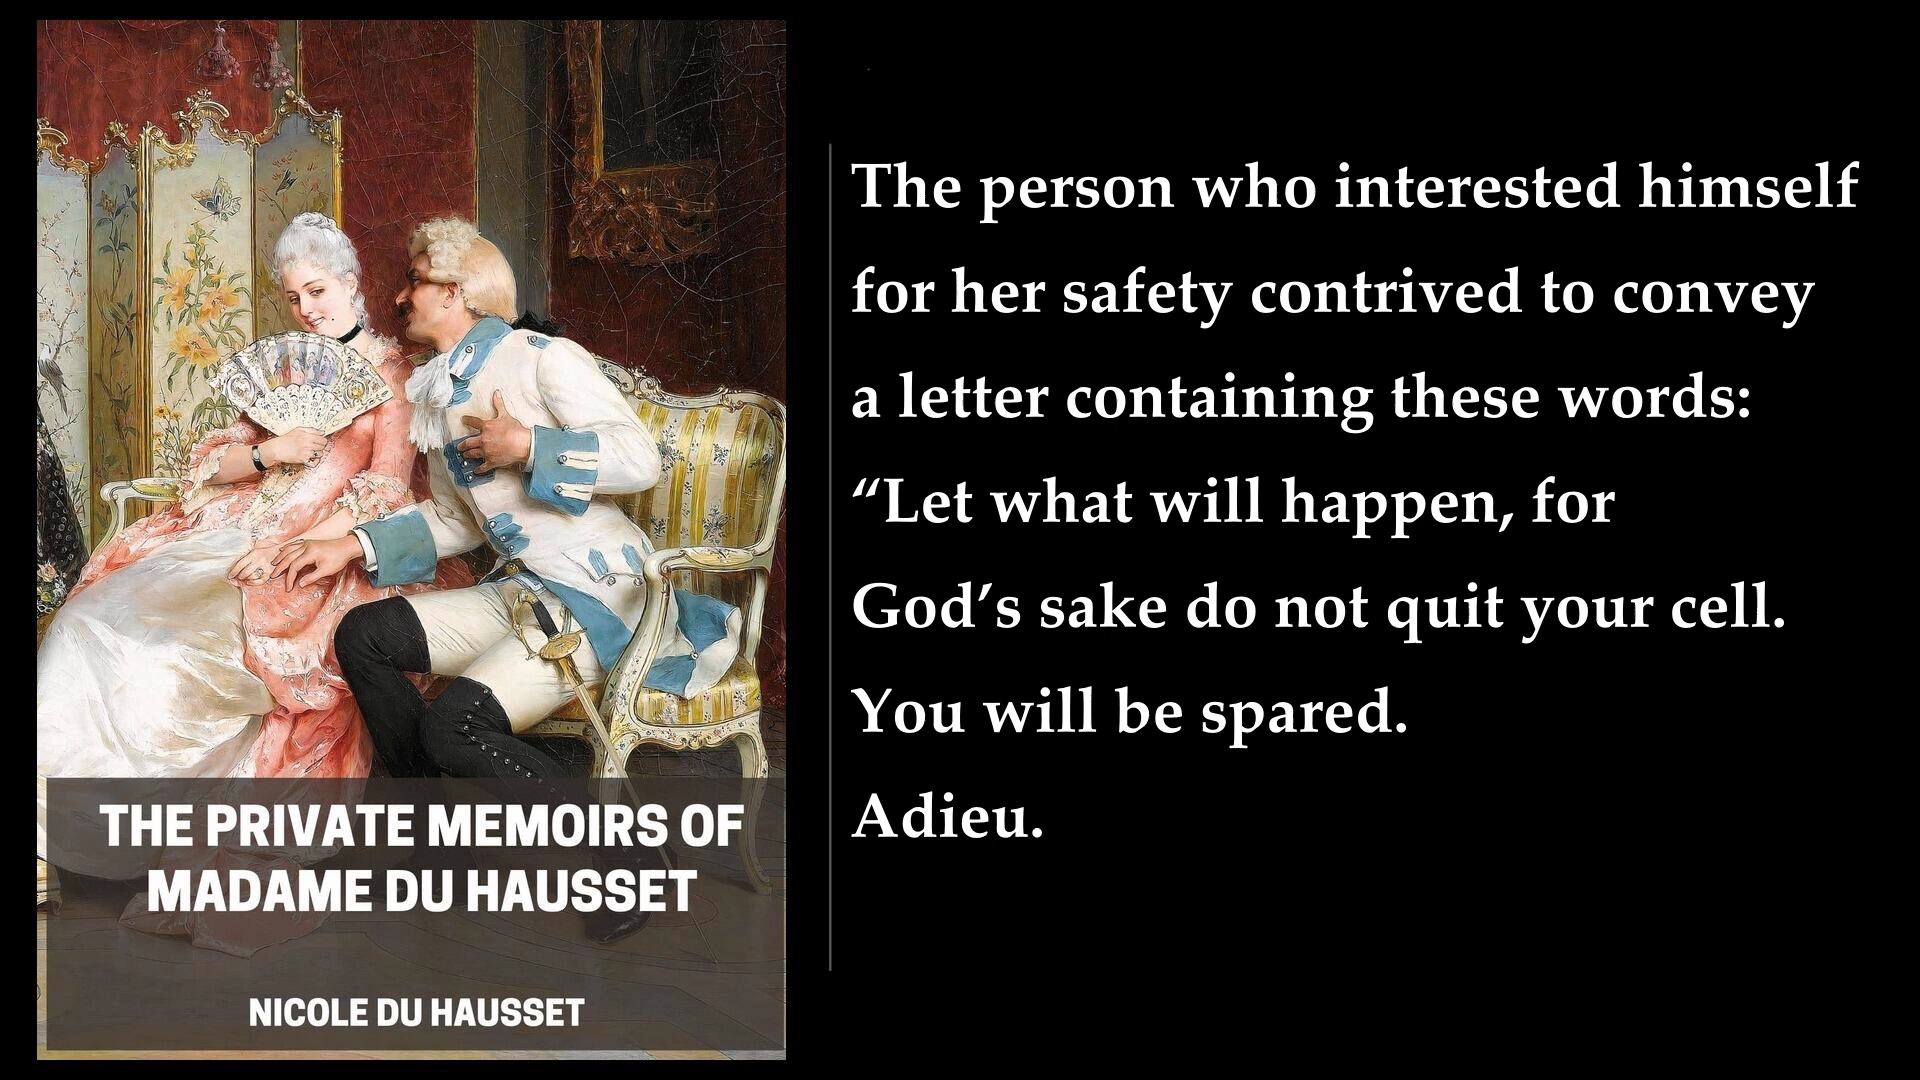 THE PRIVATE MEMOIRS OF
MADAME DU HAUSSET
NICOLE DU HAUSSET
The person who interested himself
for her safety contrived to convey
a letter containing these words:
“Let what will happen, for
God’s sake do not quit your cell.
You will be spared.
Adieu.